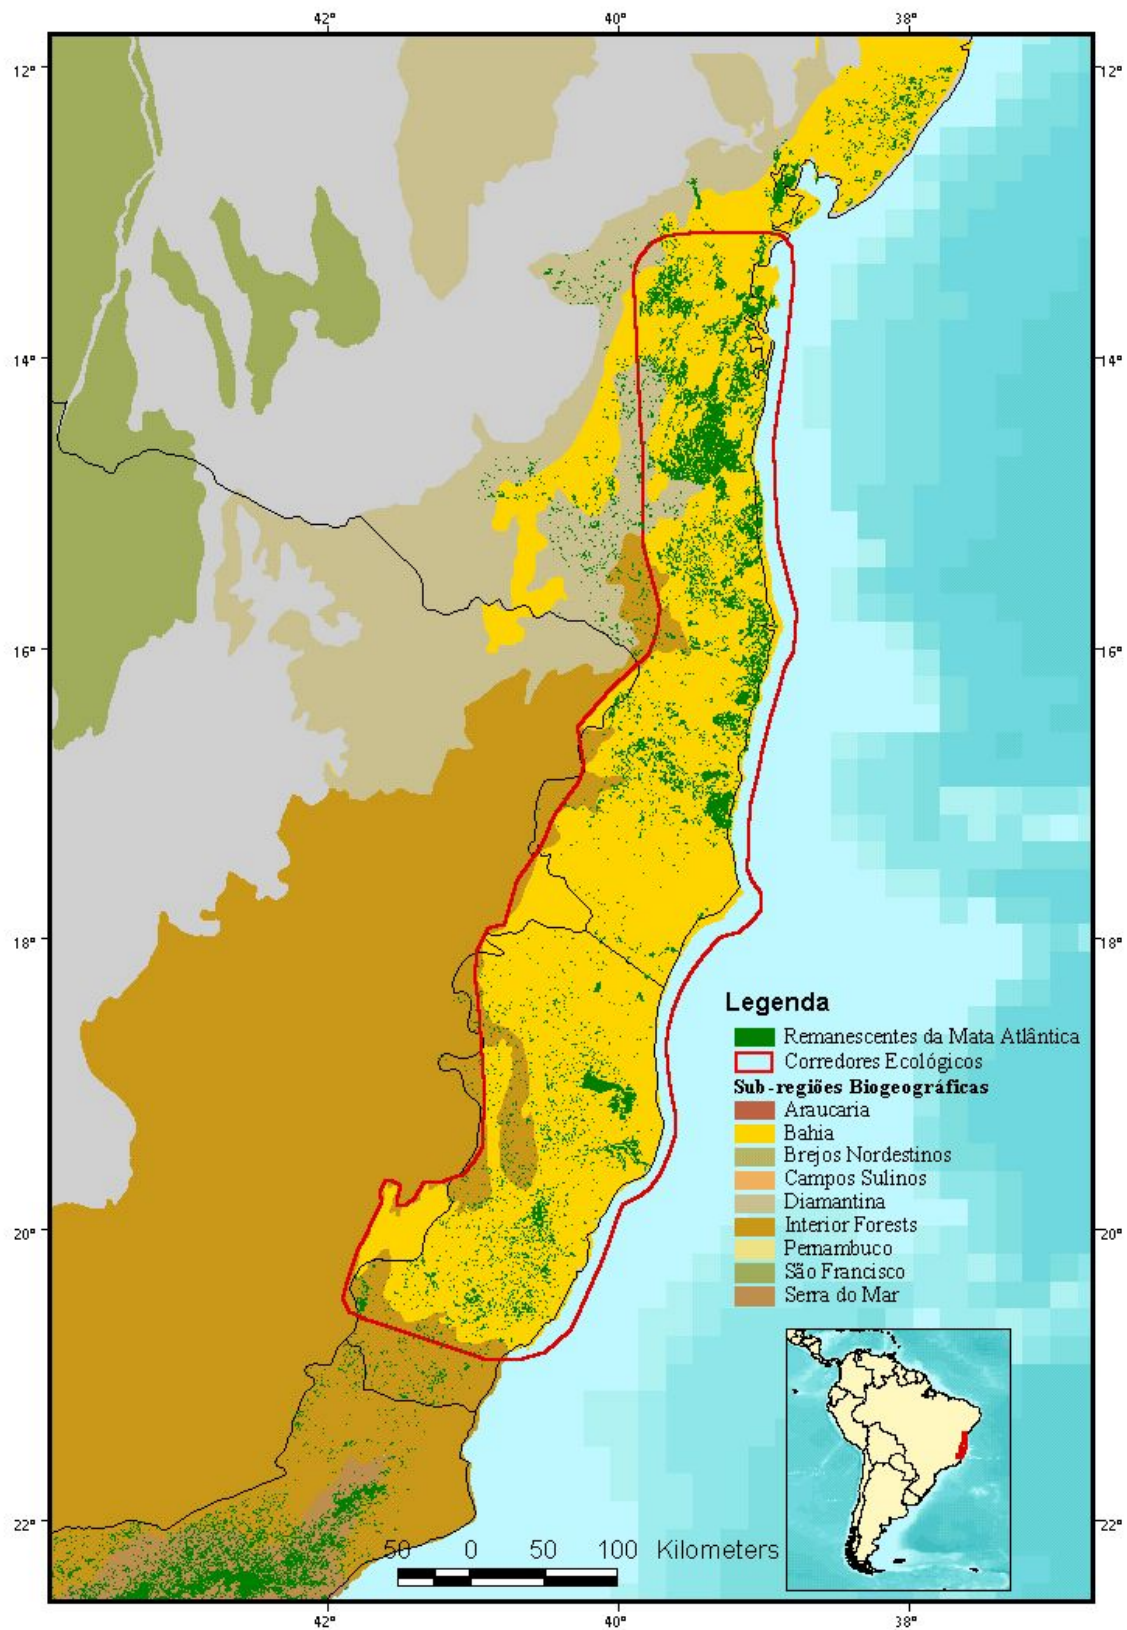 42° 40° 38°
12° 12°
14° 14°
16° 16°
18° 18°
Legenda
Remanescentes da Mata Atlântica
Corredores Ecológicos
Sub-regiões Biogeográficas
Araucaria
Bahia
Brejos Nordestinos
Campos Sulinos
Diamantina
20° Interior Forests 20°
Pernambuco
São Francisco
Serra do Mar
22° 22°
50 0 50 100 Kilometers
42° 40° 38°